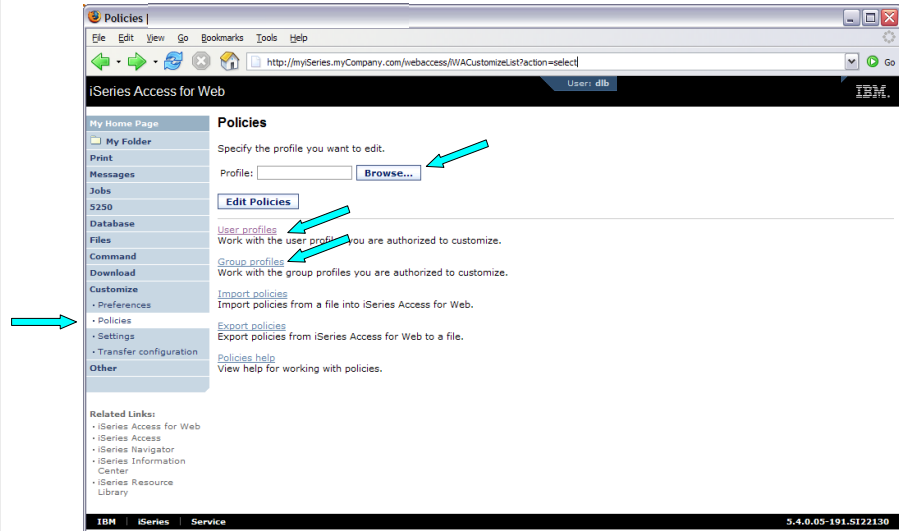 Policies
File Edit View Go Bookmarks Tools Help
http://myiSeries.myCompany.com/webaccess/iWACustomizeList?action=select
Go
iSeries Access for Web
User: dlb
IBM.
My Home Page
My Folder
Print
Messages
Jobs
5250
Database
Files
Command
Download
Customize
• Preferences
• Policies
• Settings
• Transfer configuration
Other
Related Links:
• iSeries Access for Web
• iSeries Access
• iSeries Navigator
• iSeries Information
Center
• iSeries Resource
Library
Policies
Specify the profile you want to edit.
Profile: Browse...
Edit Policies
User profiles
Work with the user profiles you are authorized to customize.
Group profiles
Work with the group profiles you are authorized to customize.
Import policies
Import policies from a file into iSeries Access for Web.
Export policies
Export policies from iSeries Access for Web to a file.
Policies help
View help for working with policies.
IBM | iSeries | Service
5.4.0.05-191.SI22130